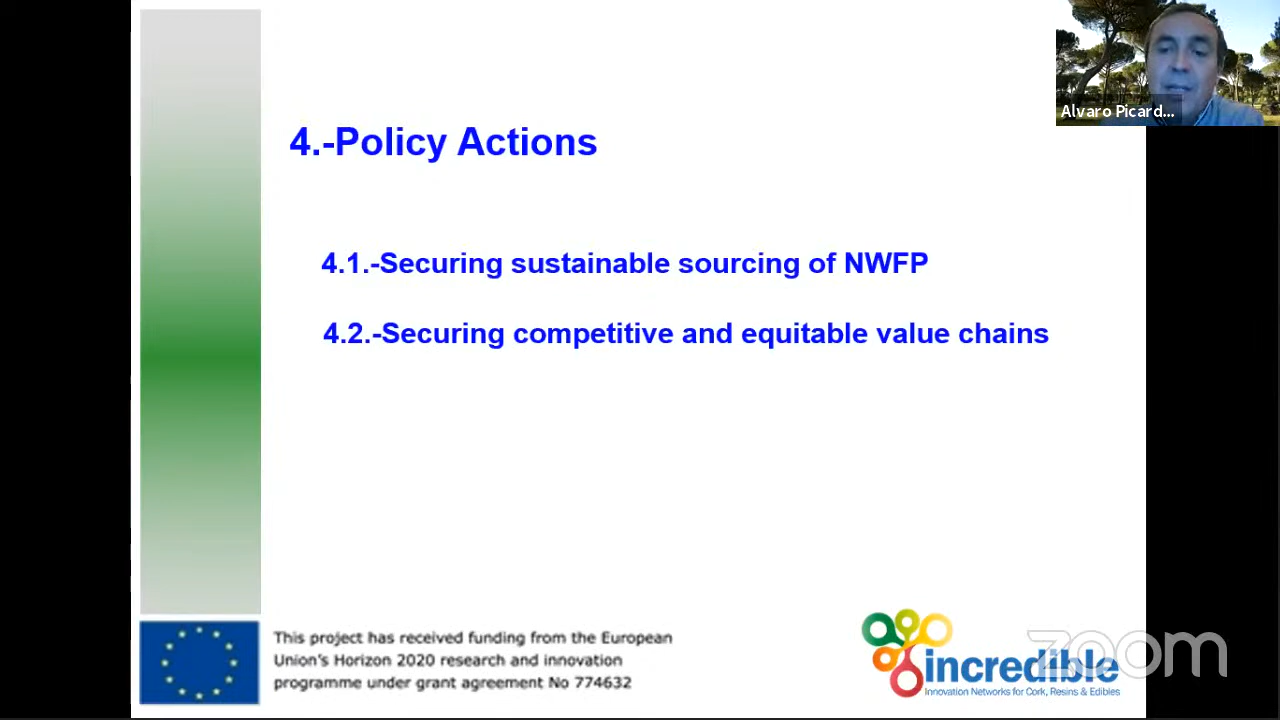 Alvaro Picard...
4.-Policy Actions
4.1.-Securing sustainable sourcing of NWFP
4.2.-Securing competitive and equitable value chains
This project has received funding from the European
Union's Horizon 2020 research and innovation
programme under grant agreement No 774632
incredible
Innovation Networks for Cork, Resins & Edibles
zoom